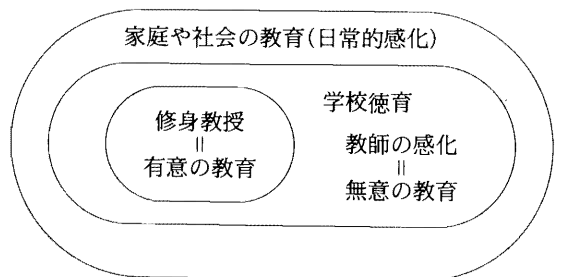 家庭や社会の教育(日常的感化)
学校徳育
修身教授
＝
有意の教育
教師の感化
＝
無意の教育